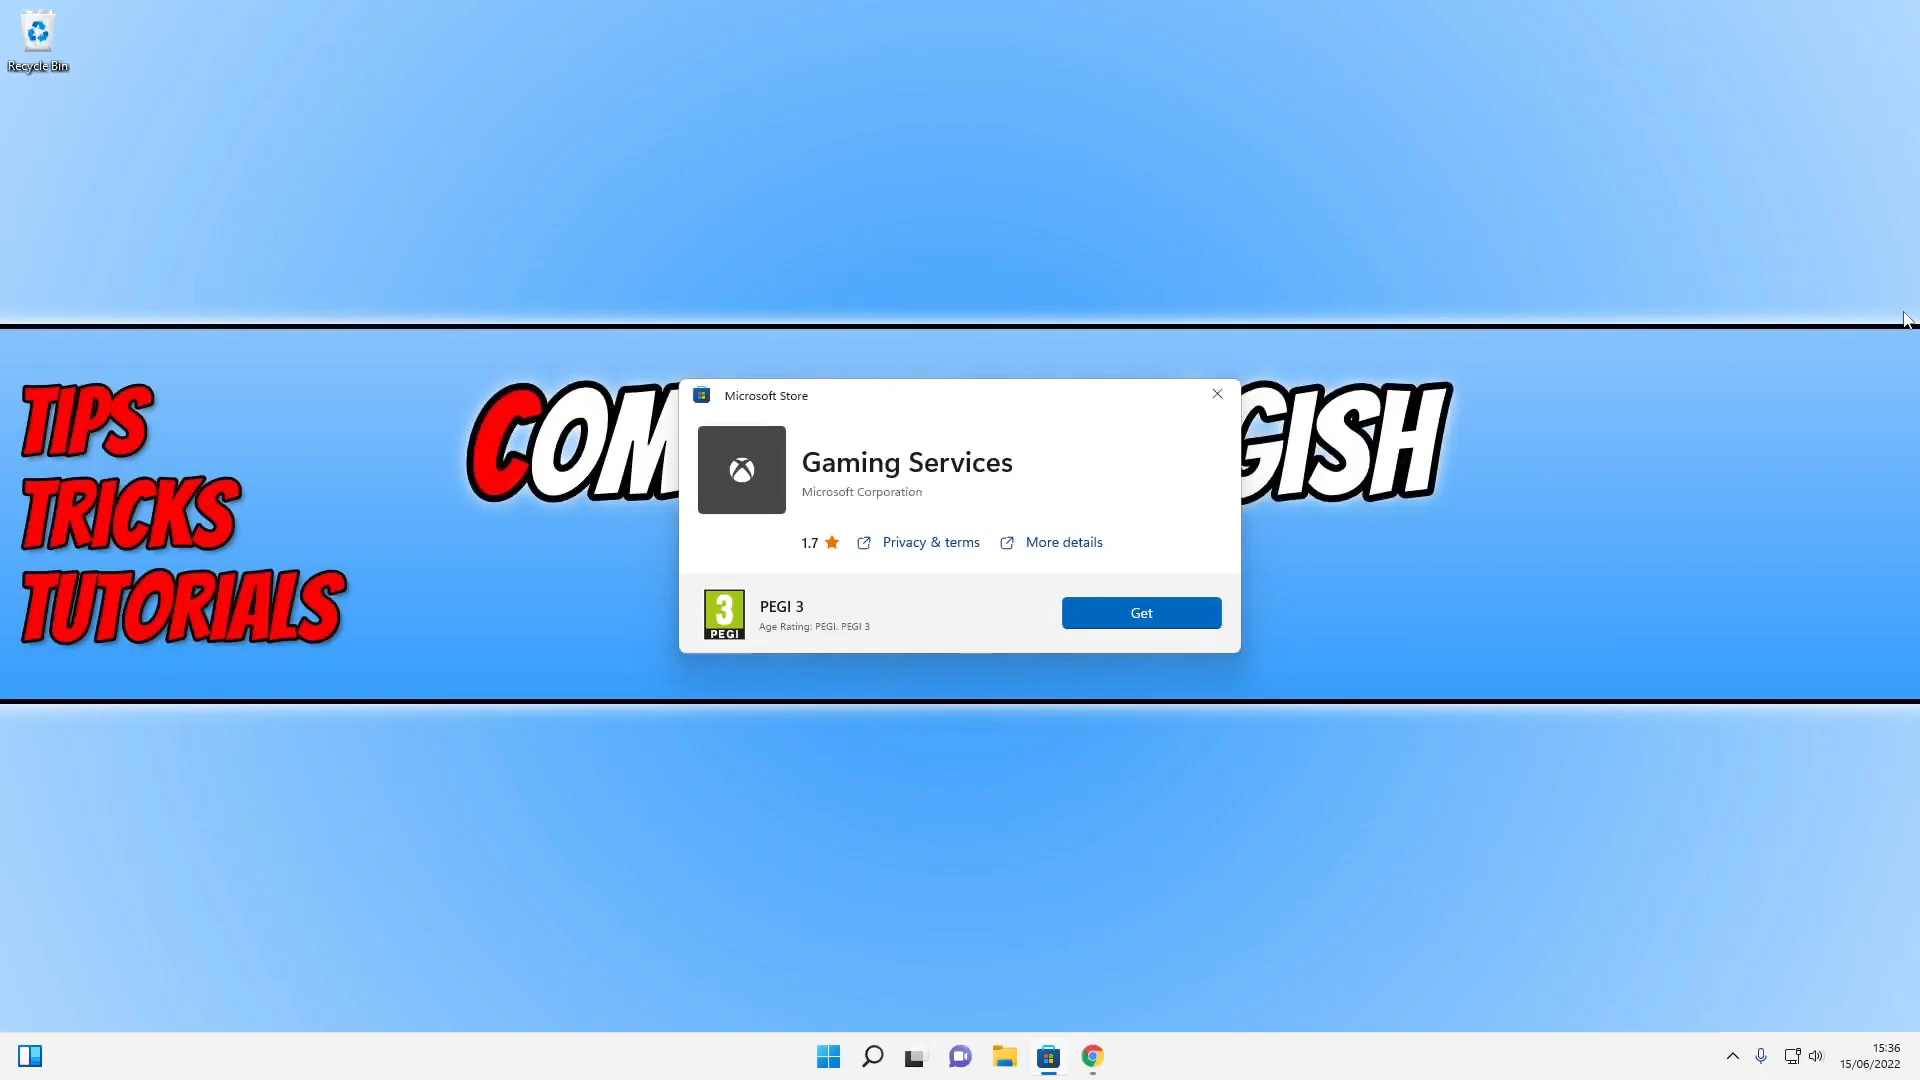 Recycle Bin
TIPS
TRICKS
TUTORIALS
COM
GISH
Microsoft Store
Gaming Services
Microsoft Corporation
1.7
Privacy & terms
More details
3
PEGI
PEGI 3
Age Rating: PEGI. PEGI 3
Get
15:36
15/06/2022